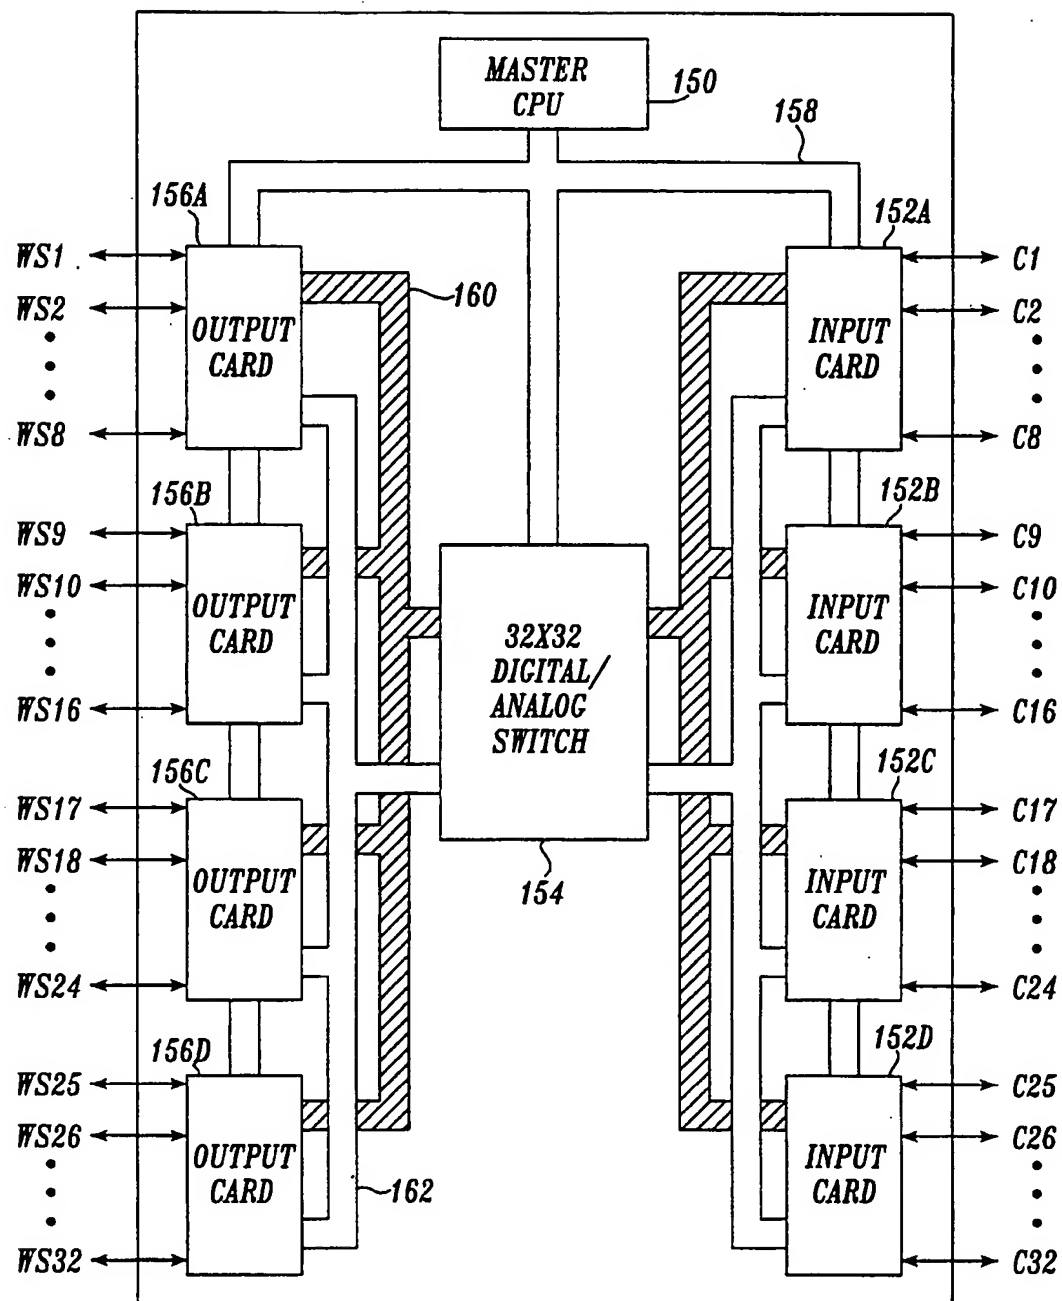 MASTER
CPU
150
158
156A
152A
WS1
C1
WS2
160
C2
OUTPUT
CARD
INPUT
CARD
WS8
C8
156B
152B
WS9
C9
WS10
C10
OUTPUT
CARD
32X32
DIGITAL/
ANALOG
SWITCH
INPUT
CARD
WS16
C16
156C
152C
WS17
C17
WS18
C18
OUTPUT
CARD
154
INPUT
CARD
WS24
C24
156D
152D
WS25
C25
WS26
C26
OUTPUT
CARD
162
INPUT
CARD
WS32
C32